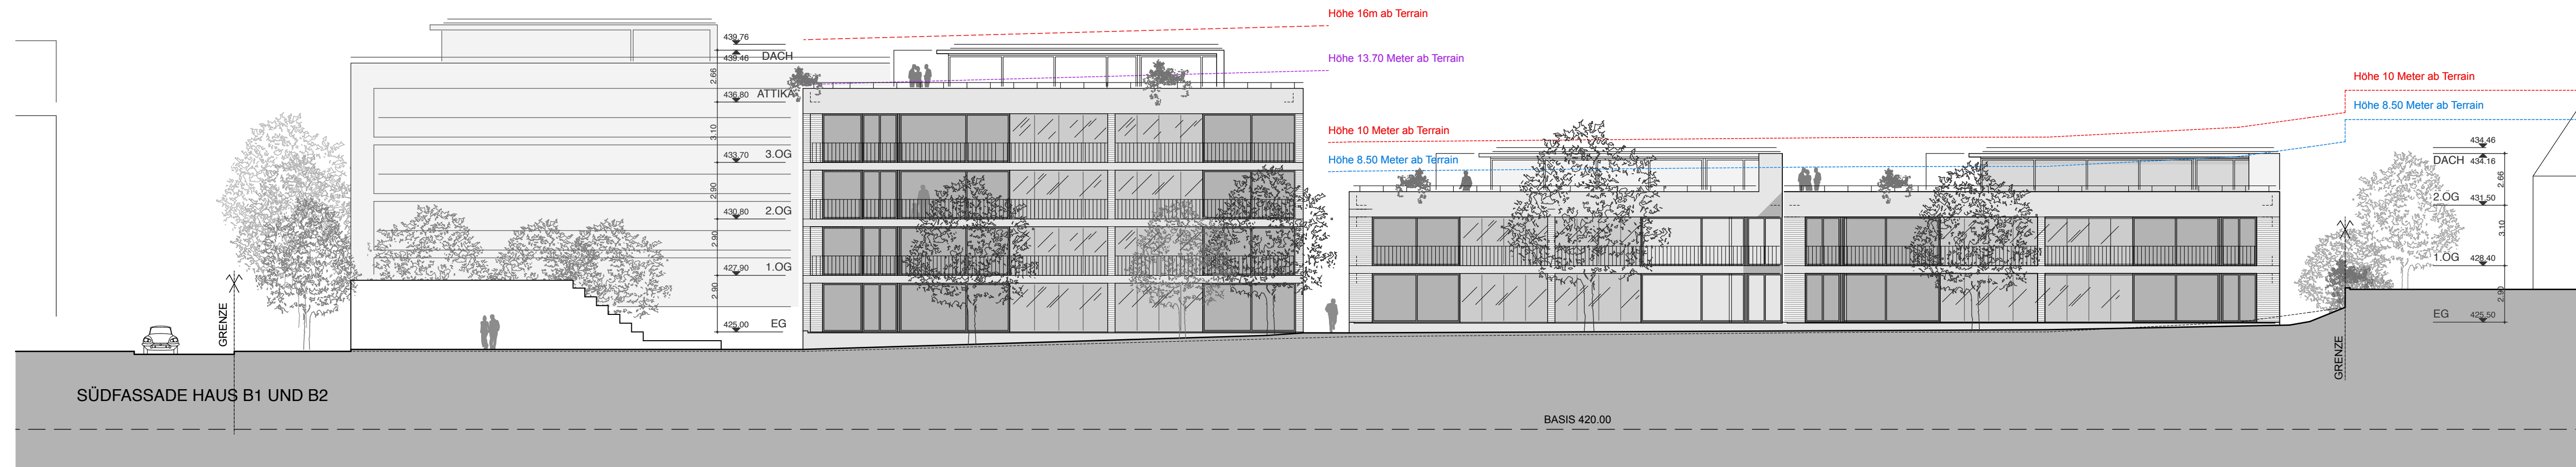 Höhe 16m ab Terrain
439.76
DACH
439.46
2.66
436.80 ATTIKA
3.10
433.70 3.OG
2.90
430.80 2.OG
2.90
427.90 1.OG
2.90
425.00 EG
GRENZE
Höhe 13.70 Meter ab Terrain
Höhe 10 Meter ab Terrain
Höhe 8.50 Meter ab Terrain
Höhe 10 Meter ab Terrain
Höhe 8.50 Meter ab Terrain
434.46
DACH 434.16
2.66
2.OG 431.50
3.10
1.OG 428.40
2.90
EG 425.50
GRENZE
SÜDFASSADE HAUS B1 UND B2
BASIS 420.00